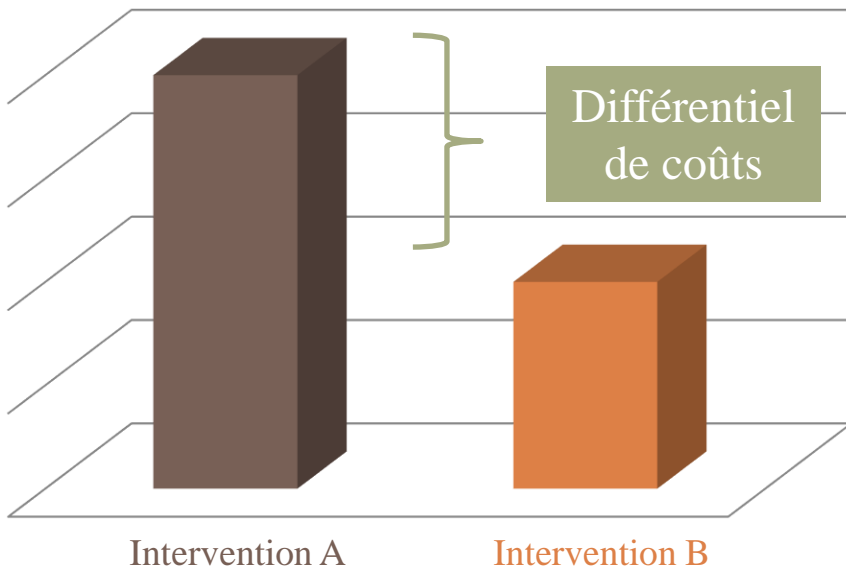 Différentiel
de coûts
Intervention A
Intervention B